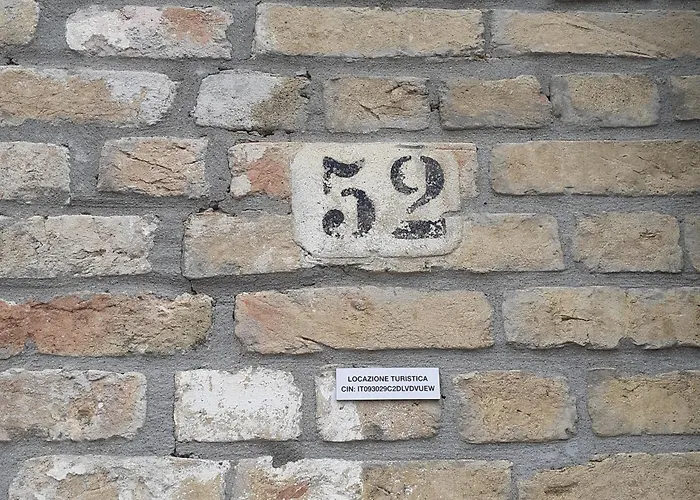 52
LOCAZIONE TURISTICA
CIN: IT093029C2DLVDVUEW